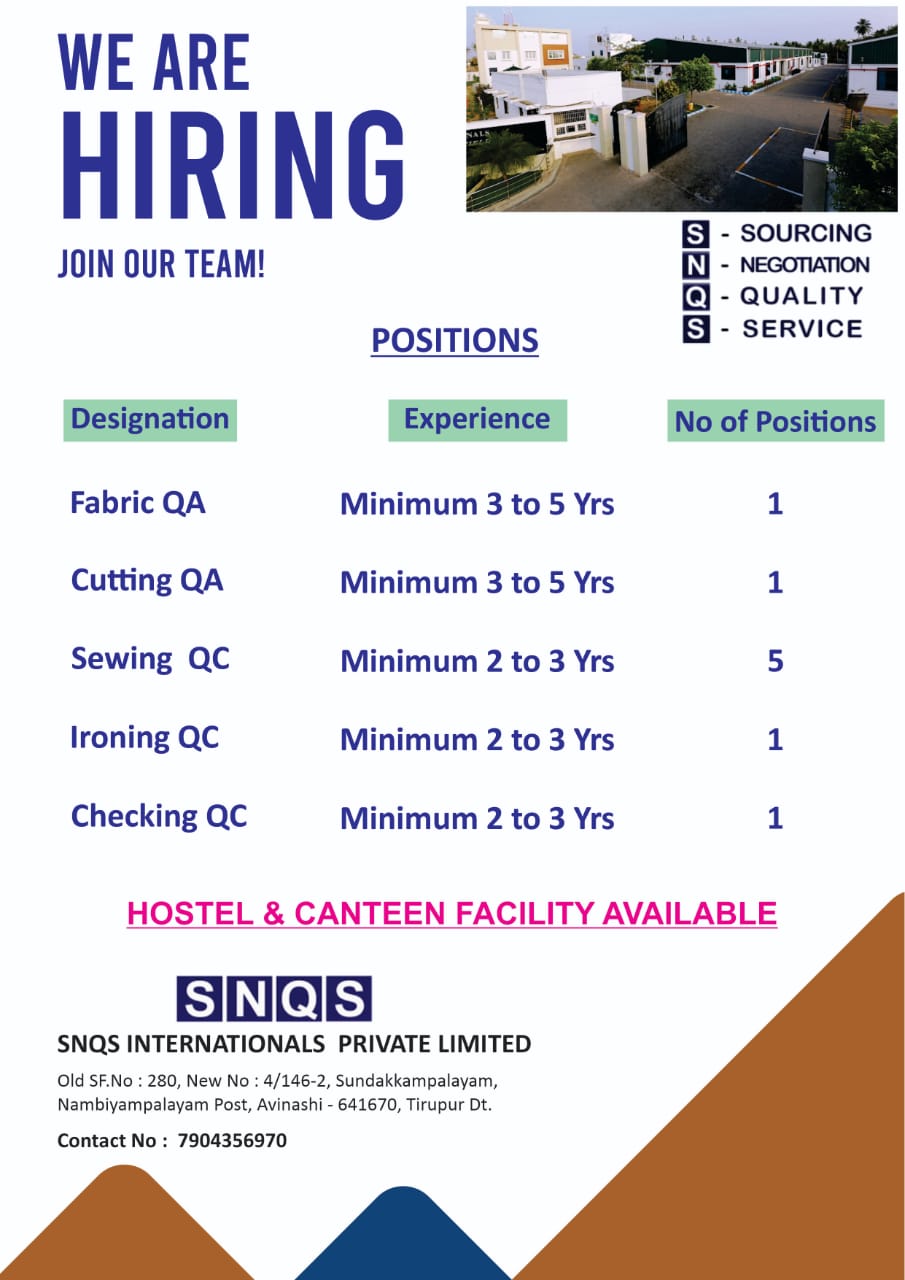 WE ARE
HIRING
JOIN OUR TEAM!
S - SOURCING
N - NEGOTIATION
Q - QUALITY
S - SERVICE
POSITIONS
Designation Experience No of Positions
Fabric QA Minimum 3 to 5 Yrs 1
Cutting QA Minimum 3 to 5 Yrs 1
Sewing QC Minimum 2 to 3 Yrs 5
Ironing QC Minimum 2 to 3 Yrs 1
Checking QC Minimum 2 to 3 Yrs 1
HOSTEL & CANTEEN FACILITY AVAILABLE
SNQS
SNQS INTERNATIONALS PRIVATE LIMITED
Old SF.No : 280, New No : 4/146-2, Sundakkampalayam,
Nambiyampalayam Post, Avinashi - 641670, Tirupur Dt.
Contact No : 7904356970